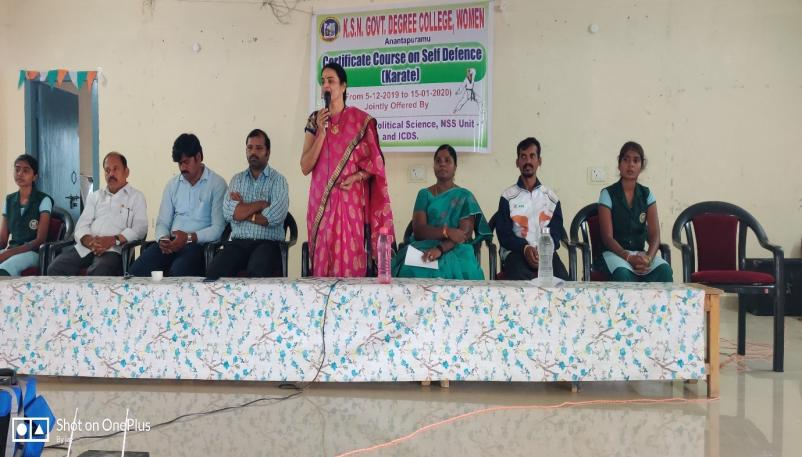 K.S.N. GOVT. DEGREE COLLEGE, WOMEN
Anantapuramu
Certificate Course on Self Defence
(Karate)
From 5-12-2019 to 15-01-2020)
Jointly Offered By
Political Science, NSS Unit -
and ICDS.
Shot on OnePlus
By